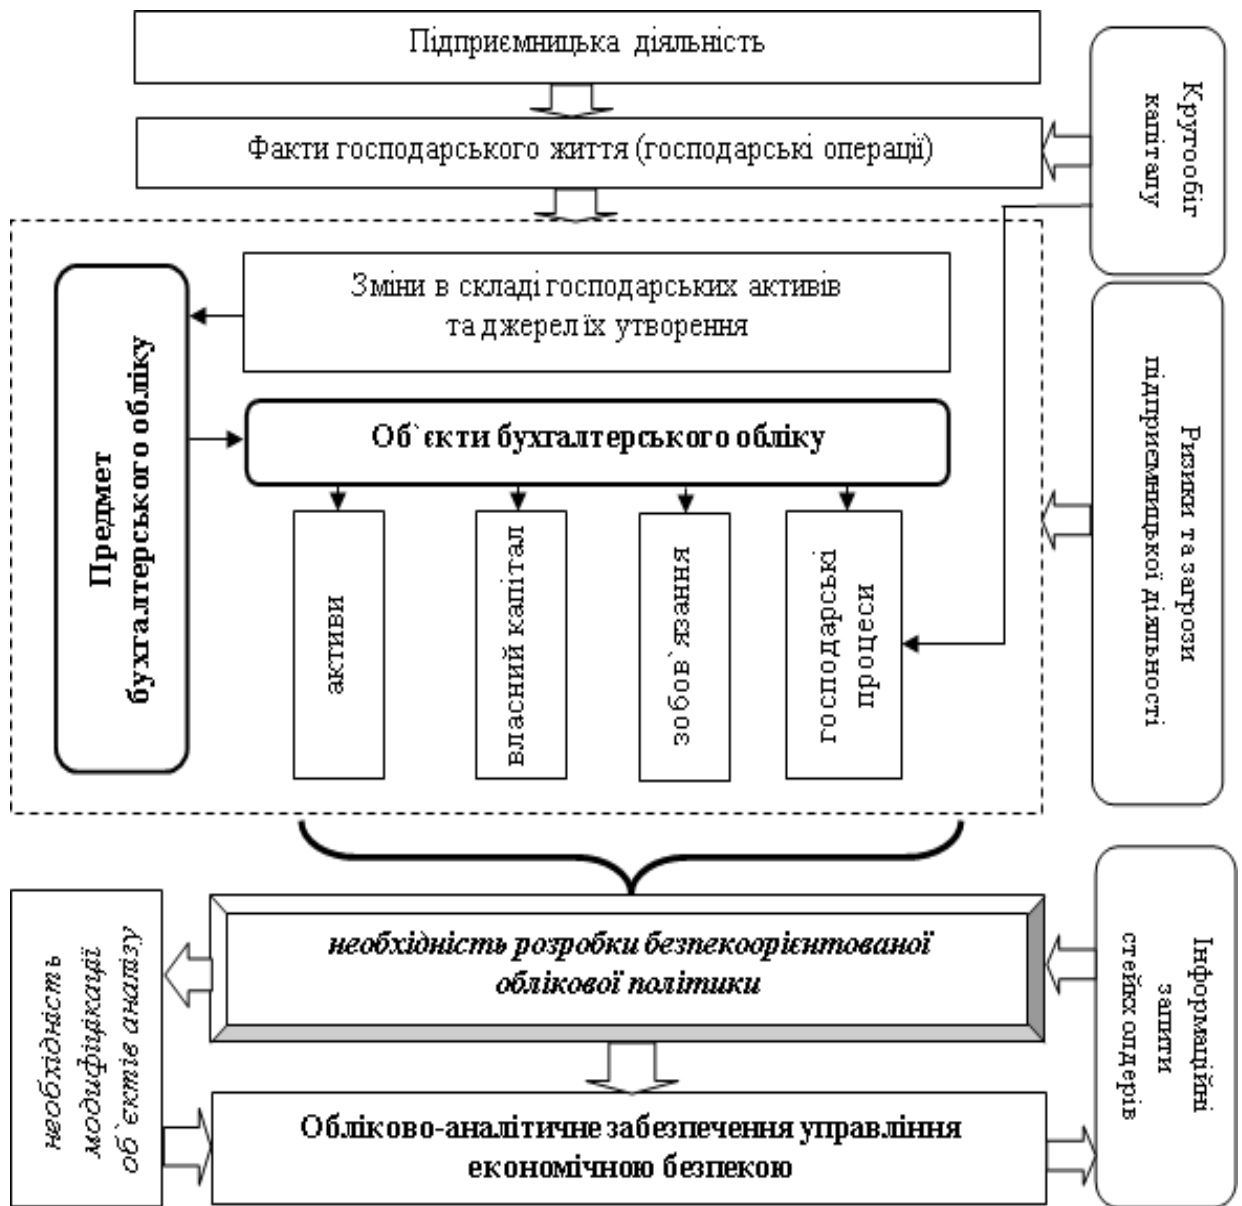 Підприємницька діяльність
Факти господарського життя (господарські операції)
Кругообіг
капіталу
Зміни в складі господарських активів
та джерел їх утворення
Предмет
бухгалтерського обліку
Об`єкти бухгалтерського обліку
активи
власний капітал
зобов`язання
господарські
процеси
Ризики та загрози
підприємницької діяльності
необхідність розробки безпекоорієнтованої
облікової політики
необхідність
модифікації
об`єктів аналізу
Інформаційні
запити
стейкхолдерів
Обліково-аналітичне забезпечення управління
економічною безпекою